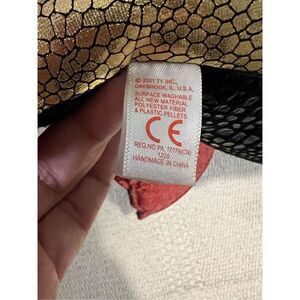 © 2021 TY INC.,
OAKBROOK, IL. U.S.A.
SURFACE WASHABLE
ALL NEW MATERIAL
POLYESTER FIBER
& PLASTIC PELLETS
CE
REG. NO PA. 17179(CN)
1220
HANDMADE IN CHINA